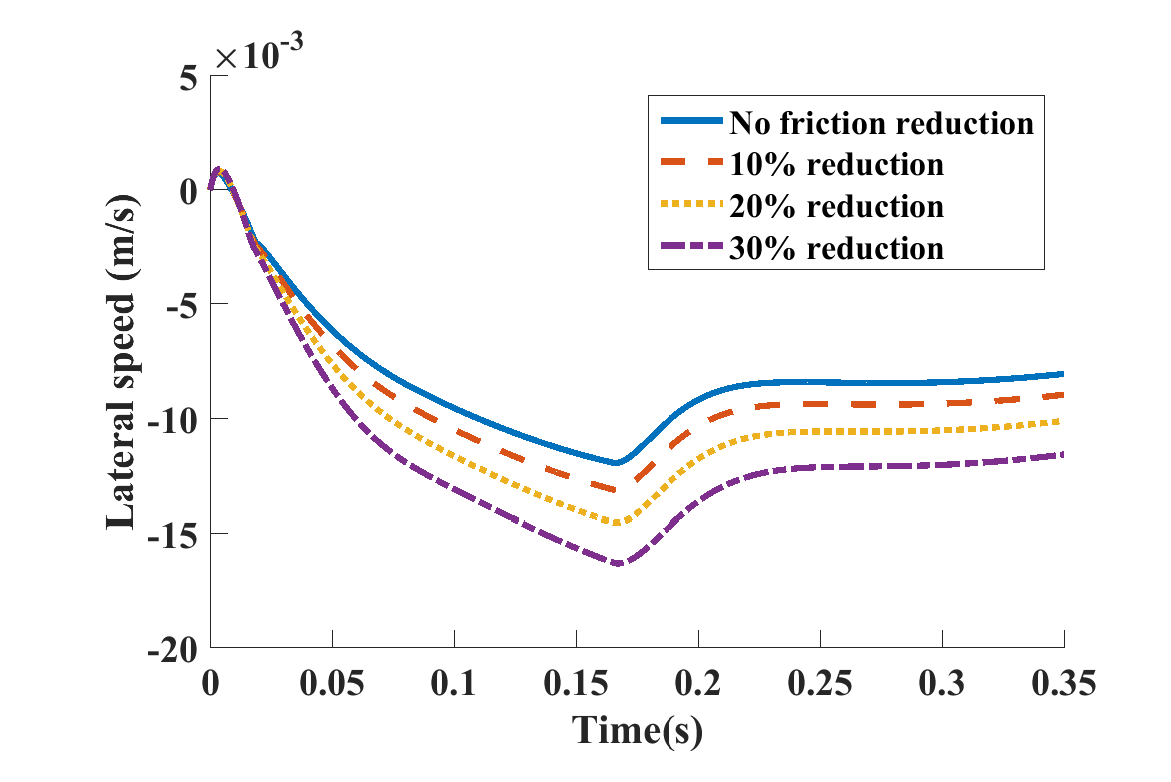 ×10-3
5
0
-5
-10
-15
-20
Lateral speed (m/s)
No friction reduction
10% reduction
20% reduction
30% reduction
0 0.05 0.1 0.15 0.2 0.25 0.3 0.35
Time(s)